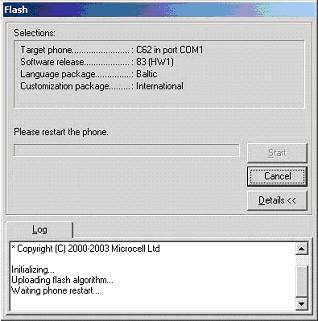 Flash
Selections:
Target phone.......................: C62 in port COM1
Software release..................: 83 (HW1)
Language package.............: Baltic
Customization package.........: International
Please restart the phone.
Start
Cancel
Details <<
Log
* Copyright (C) 2000-2003 Microcell Ltd
Initializing...
Uploading flash algorithm...
Waiting phone restart...